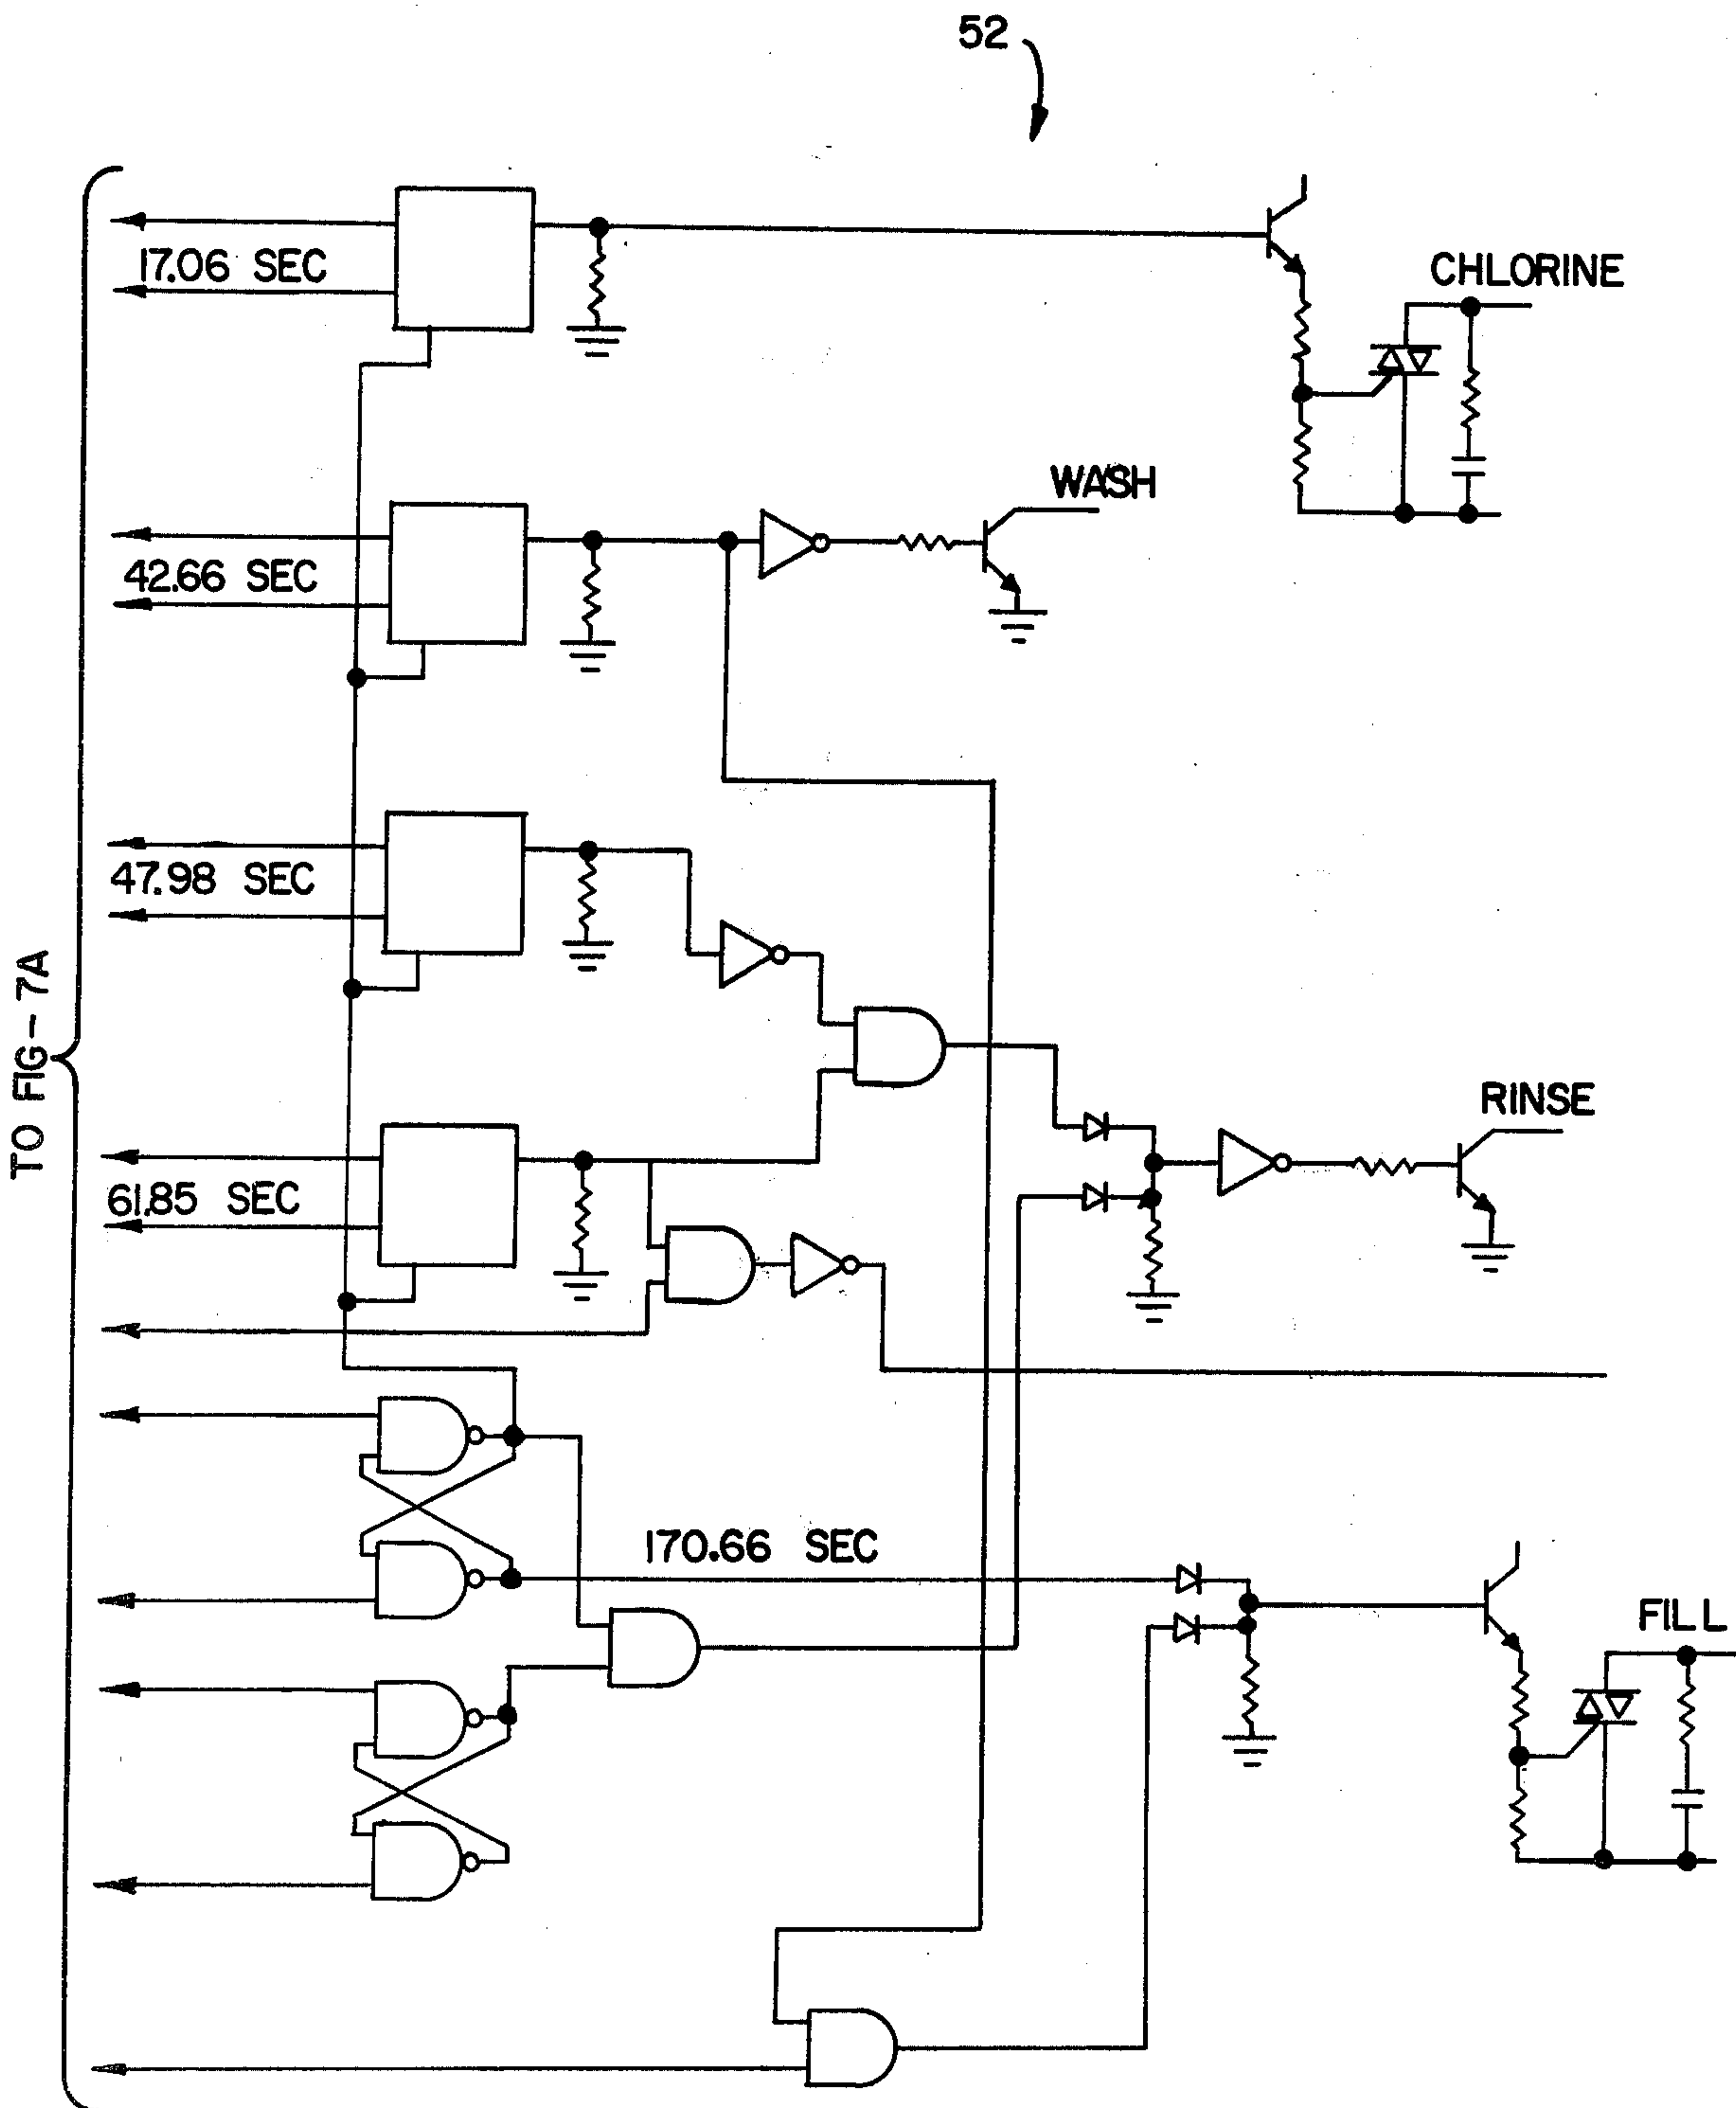 52
17.06 SEC
CHLORINE
WASH
42.66 SEC
47.98 SEC
TO FIG-7A
RINSE
61.85 SEC
170.66 SEC
FILL